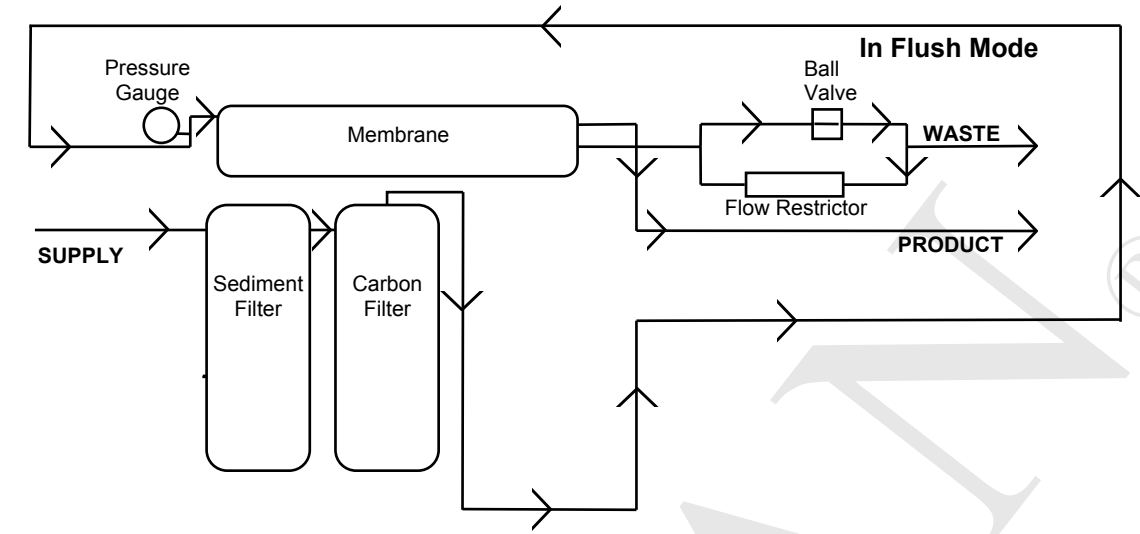 In Flush Mode
Pressure
Gauge
Ball
Valve
Membrane
WASTE
Flow Restrictor
SUPPLY
PRODUCT
Sediment
Filter
Carbon
Filter